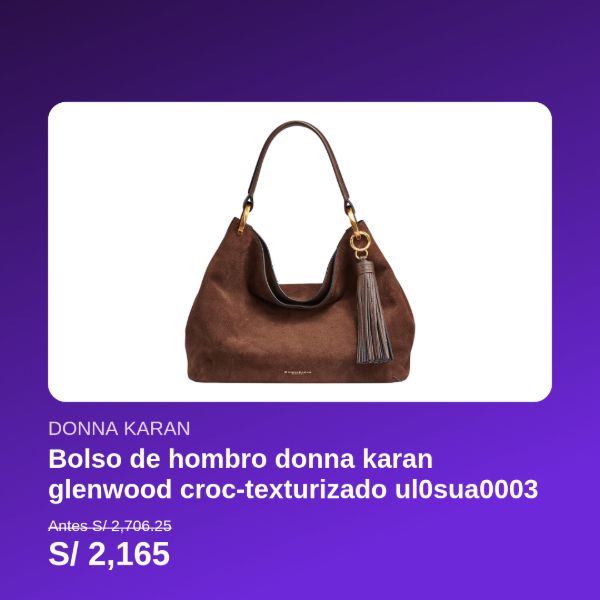 DONNA KARAN
Bolso de hombro donna karan
glenwood croc-texturizado ul0sua0003
Antes S/ 2,706.25
S/ 2,165